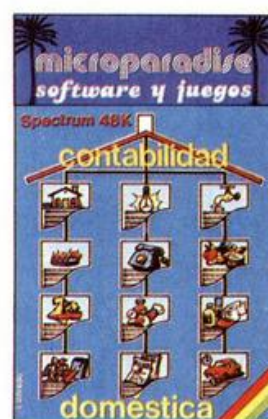 microparadise
software y juegos
Spectrum 48K
contabilidad
doméstica